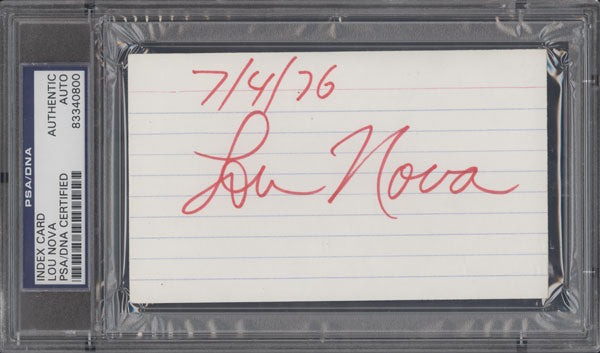 PSA/DNA
INDEX CARD
LOU NOVA
PSA/DNA CERTIFIED
AUTHENTIC
AUTO
83340800
7/4/76
Lou Nova